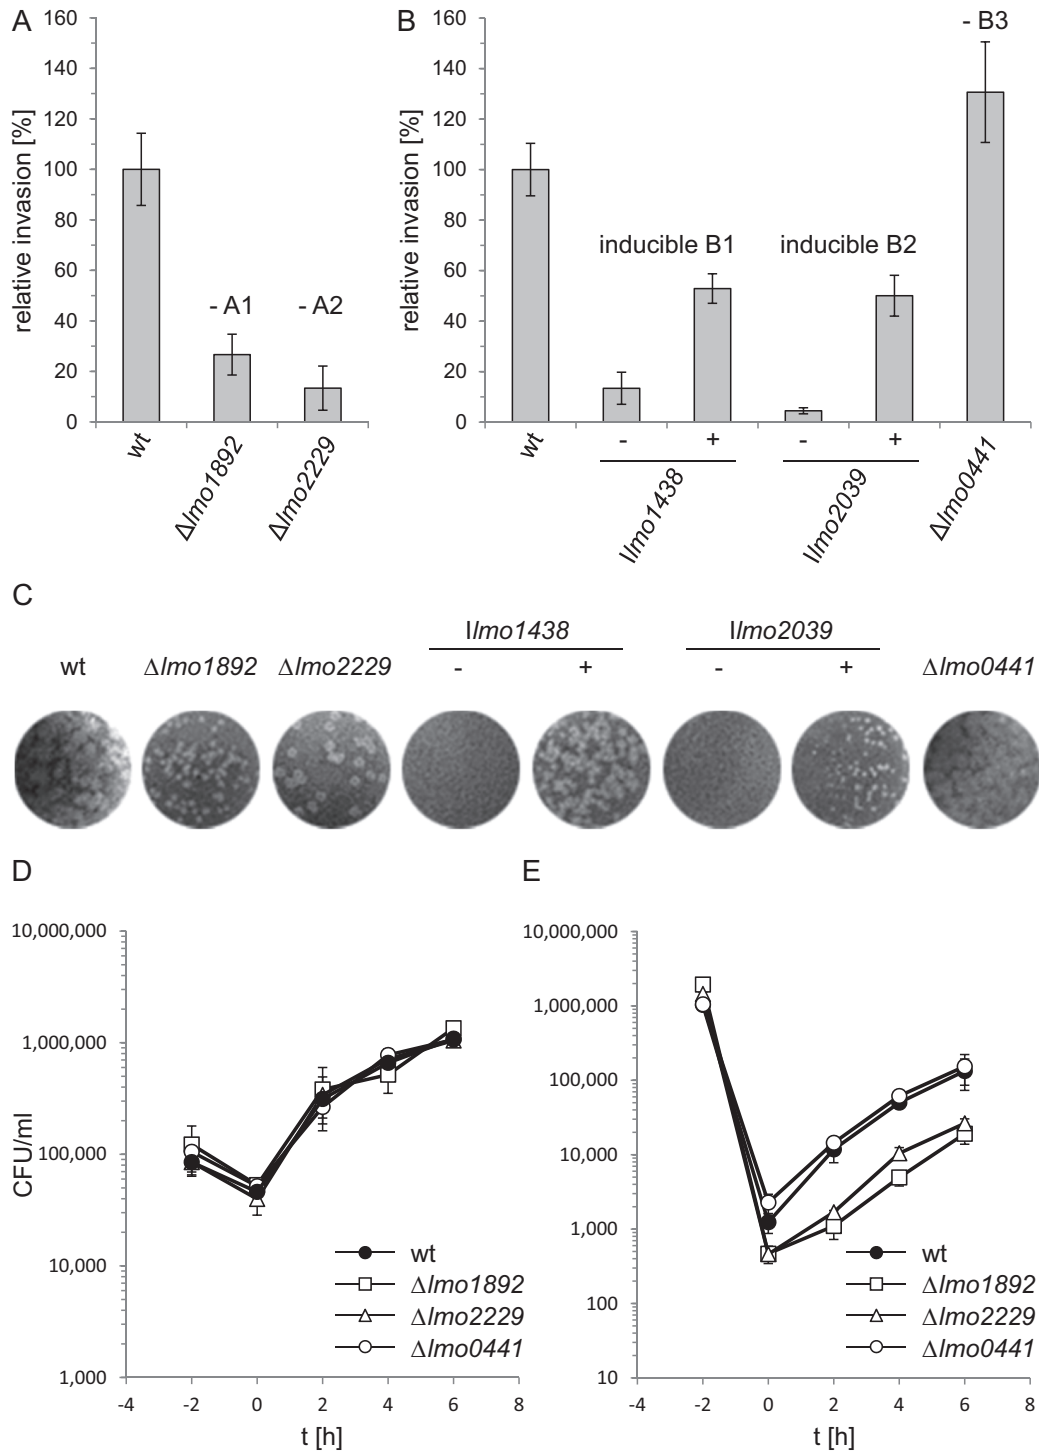 A
B
relative invasion [%]
160
140
120
100
80
60
40
20
0
- A1
- A2
wt
Δlmo1892
Δlmo2229
relative invasion [%]
160
140
120
100
80
60
40
20
0
inducible B1
inducible B2
- B3
wt
- + - +
Ilmo1438
Ilmo2039
Δlmo0441
C
Ilmo1438 Ilmo2039
wt Δlmo1892 Δlmo2229 - + - + Δlmo0441
D
E
CFU/ml
10,000,000
1,000,000
100,000
10,000
1,000
-4 -2 0 2 4 6 8
t [h]
wt
Δlmo1892
Δlmo2229
Δlmo0441
10,000,000
1,000,000
100,000
10,000
1,000
100
10
-4 -2 0 2 4 6 8
t [h]
wt
Δlmo1892
Δlmo2229
Δlmo0441